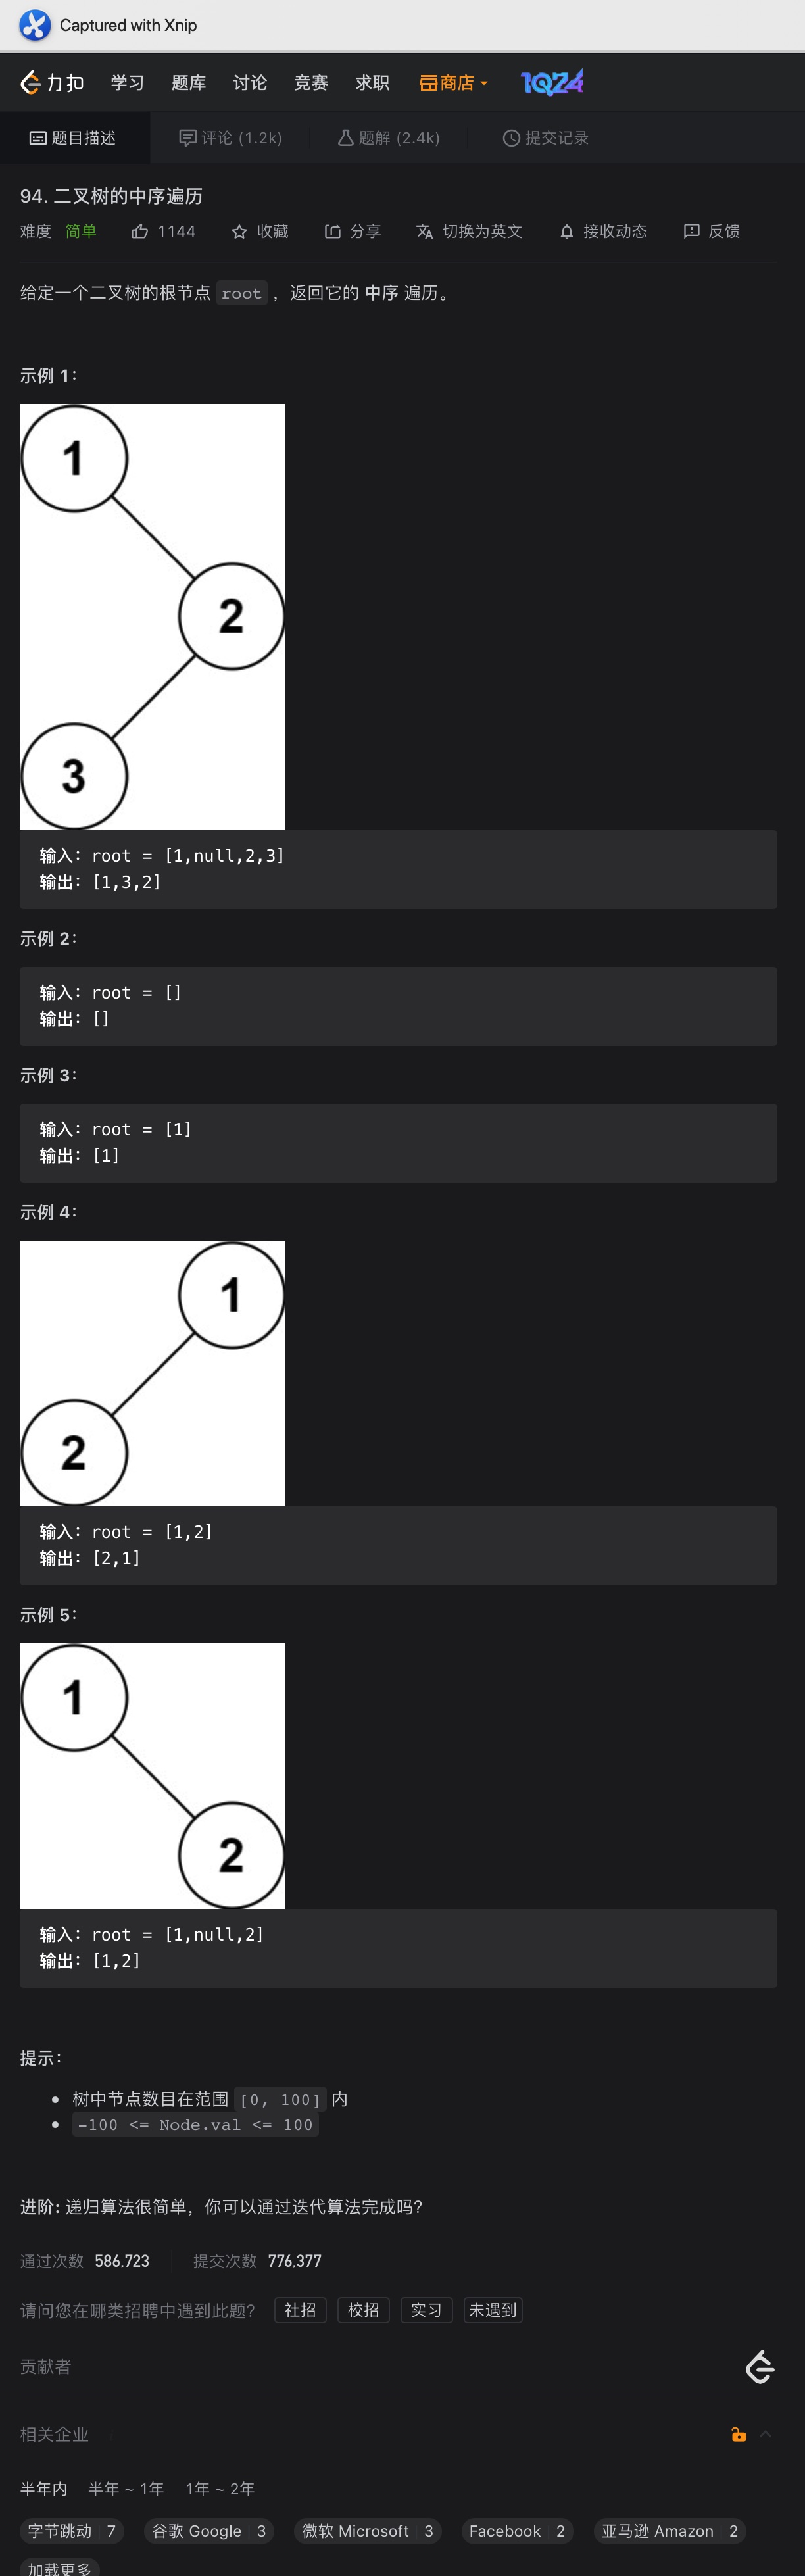 Captured with Xnip
力扣 学习 题库 讨论 竞赛 求职 商店 1024
题目描述 评论 (1.2k) 题解 (2.4k) 提交记录
94. 二叉树的中序遍历
难度 简单 1144 收藏 分享 切换为英文 接收动态 反馈
给定一个二叉树的根节点 root ，返回它的 中序 遍历。
示例 1：
1
2
3
输入：root = [1,null,2,3]
输出：[1,3,2]
示例 2：
输入：root = []
输出：[]
示例 3：
输入：root = [1]
输出：[1]
示例 4：
1
2
输入：root = [1,2]
输出：[2,1]
示例 5：
1
2
输入：root = [1,null,2]
输出：[1,2]
提示：
树中节点数目在范围 [0, 100] 内
-100 <= Node.val <= 100
进阶: 递归算法很简单，你可以通过迭代算法完成吗？
通过次数 586,723 提交次数 776,377
请问您在哪类招聘中遇到此题？ 社招 校招 实习 未遇到
贡献者
相关企业
半年内 半年 ~ 1年 1年 ~ 2年
字节跳动 7 谷歌 Google 3 微软 Microsoft 3 Facebook 2 亚马逊 Amazon 2
加载更多